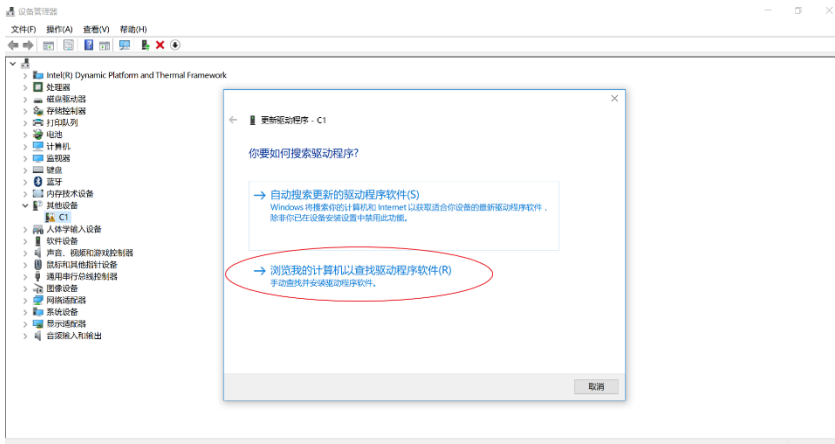 设备管理器
文件(F) 操作(A) 查看(V) 帮助(H)
Intel(R) Dynamic Platform and Thermal Framework
处理器
磁盘驱动器
存储控制器
打印队列
电池
计算机
监视器
键盘
蓝牙
内存技术设备
其他设备
C1
人体学输入设备
软件设备
声音、视频和游戏控制器
鼠标和其他指针设备
通用串行总线控制器
图像设备
网络适配器
系统设备
显示适配器
音频输入和输出
更新驱动程序 - C1
你要如何搜索驱动程序?
自动搜索更新的驱动程序软件(S)
Windows 将搜索你的计算机和 Internet 以获取适合你设备的最新驱动程序软件，
除非你已在设备安装设置中禁用此功能。
浏览我的计算机以查找驱动程序软件(R)
手动查找并安装驱动程序软件。
取消